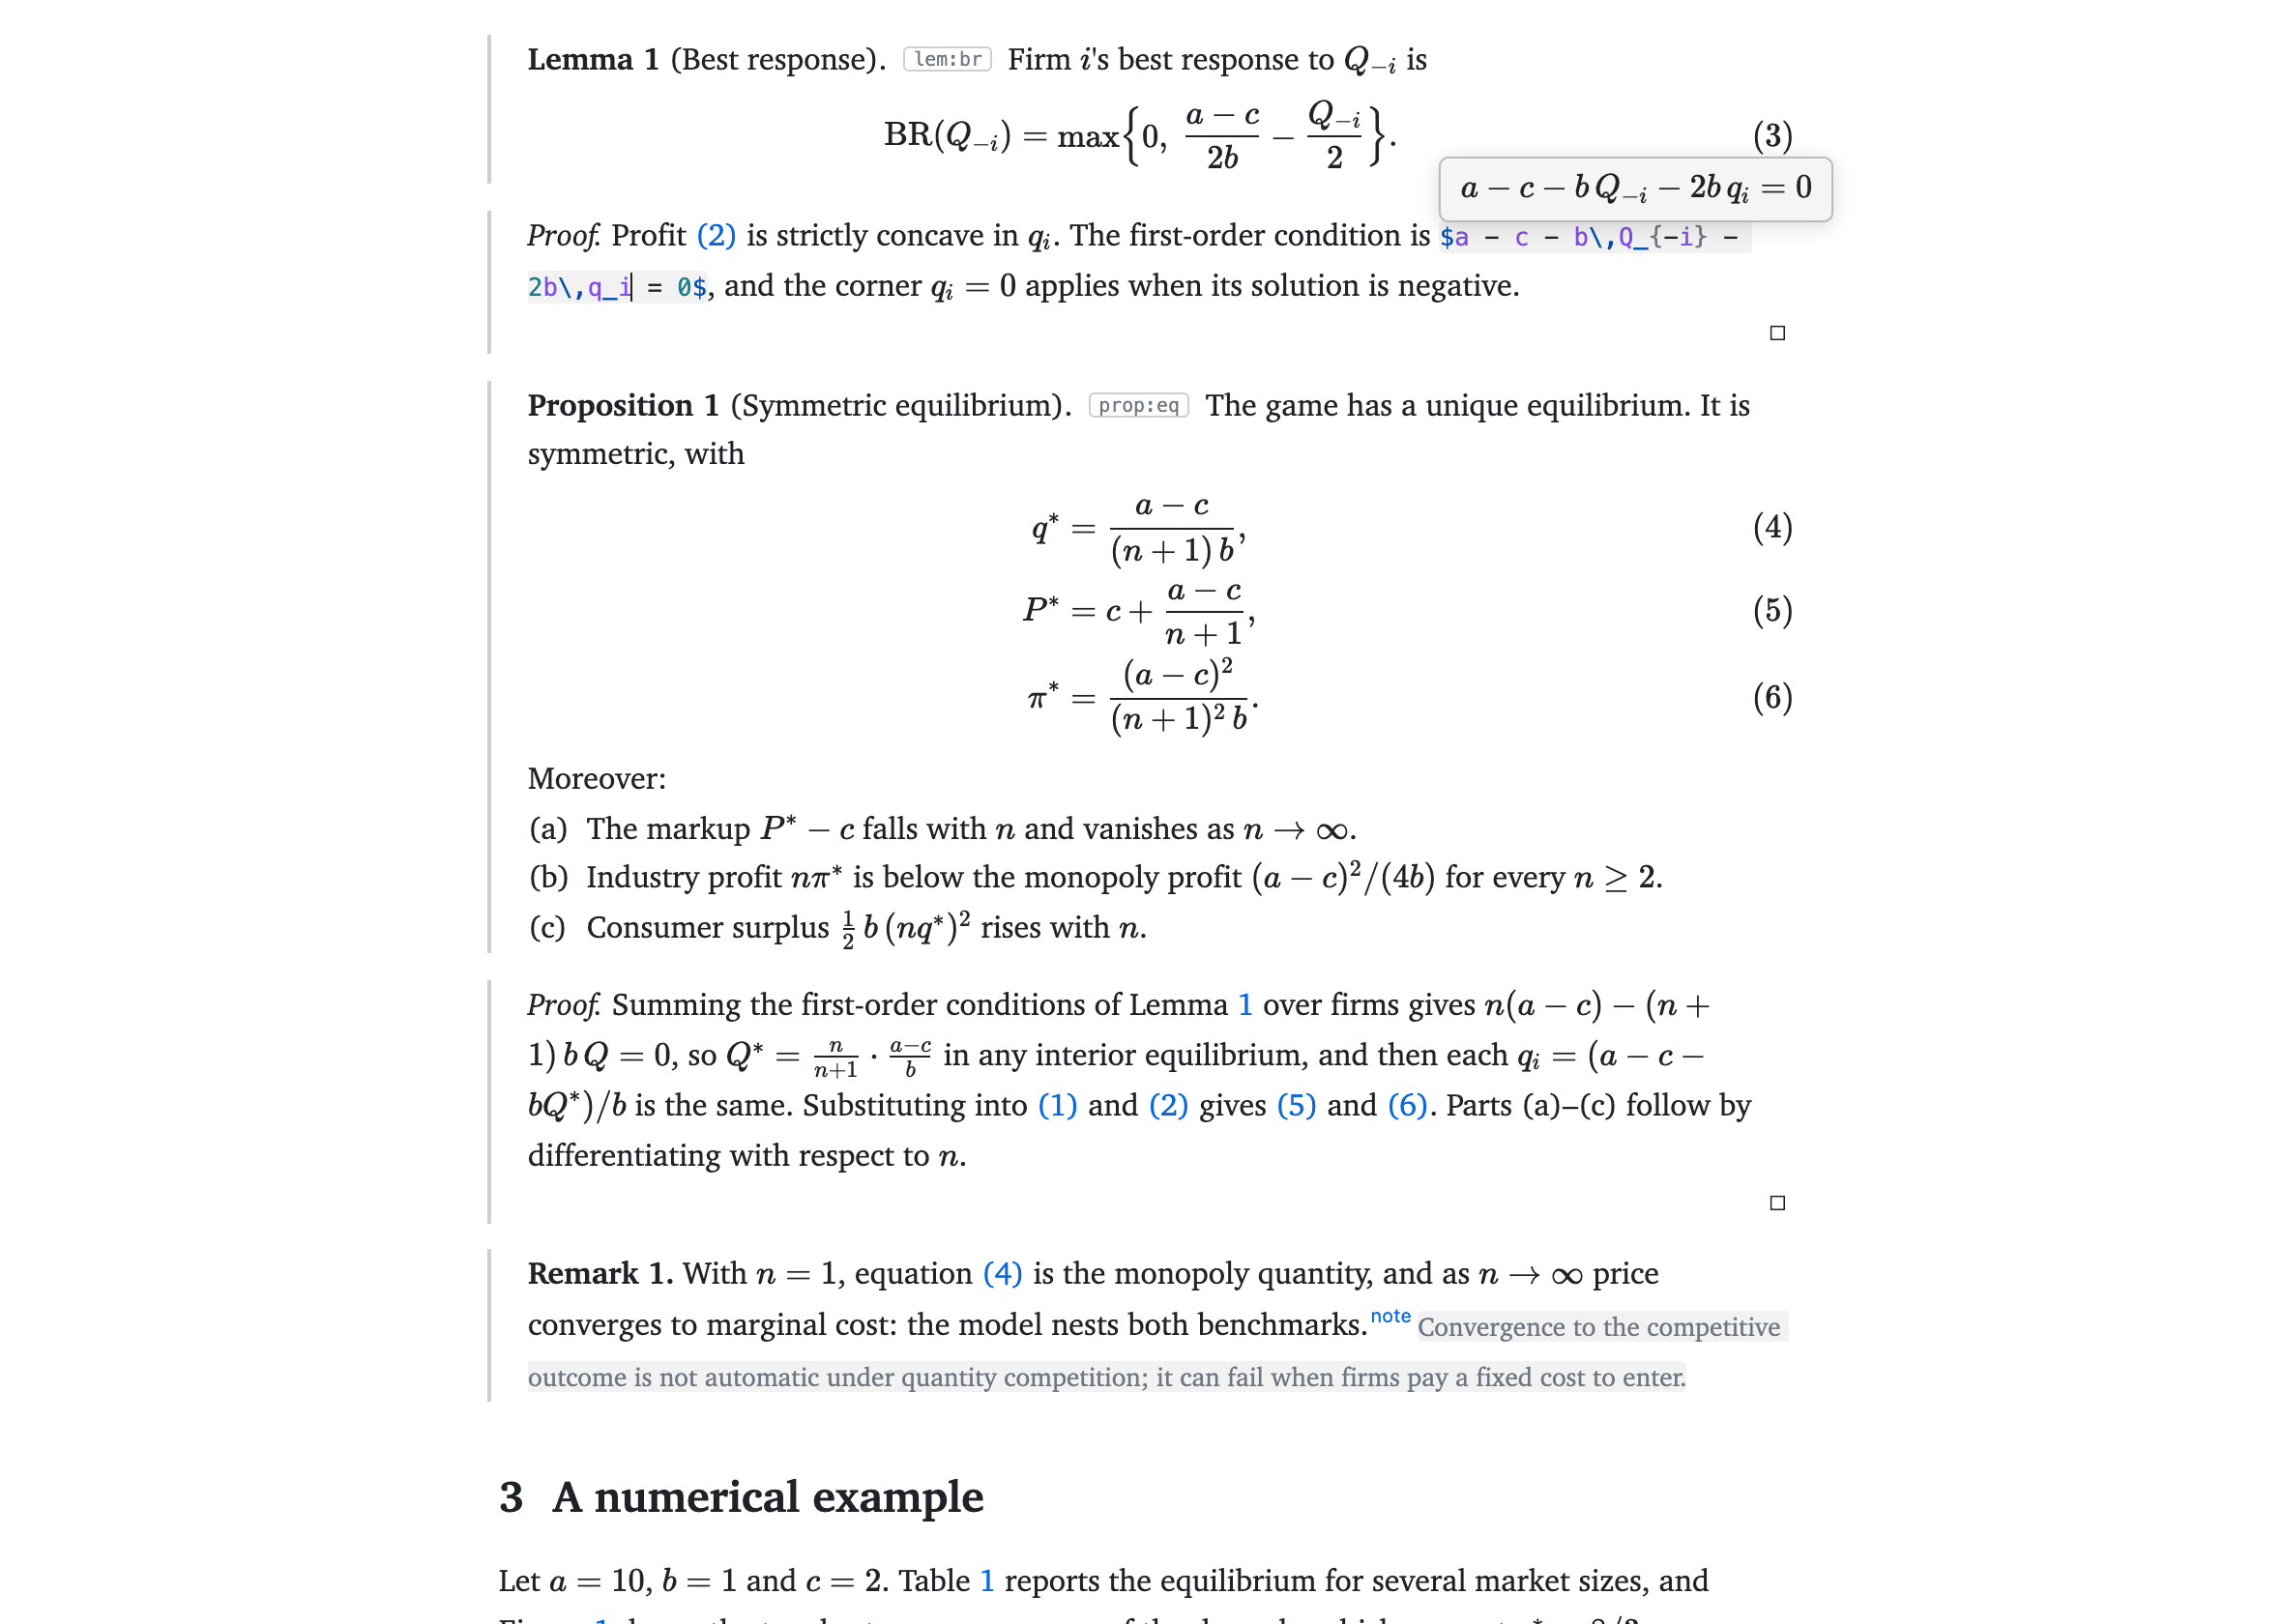 Lemma 1 (Best response). lem:br Firm i's best response to Q₋ᵢ is
BR(Q₋ᵢ) = max{0, (a − c)/(2b) − Q₋ᵢ/2}. (3)
a − c − b Q₋ᵢ − 2b qᵢ = 0
Proof. Profit (2) is strictly concave in qᵢ. The first-order condition is $a - c - b\,Q_{-i} -
2b\,q_i = 0$, and the corner qᵢ = 0 applies when its solution is negative.
□
Proposition 1 (Symmetric equilibrium). prop:eq The game has a unique equilibrium. It is
symmetric, with
q* = (a − c)/((n + 1) b), (4)
P* = c + (a − c)/(n + 1), (5)
π* = (a − c)²/((n + 1)² b). (6)
Moreover:
(a) The markup P* − c falls with n and vanishes as n → ∞.
(b) Industry profit nπ* is below the monopoly profit (a − c)²/(4b) for every n ≥ 2.
(c) Consumer surplus ½ b (nq*)² rises with n.
Proof. Summing the first-order conditions of Lemma 1 over firms gives n(a − c) − (n +
1) b Q = 0, so Q* = n/(n+1) · (a−c)/b in any interior equilibrium, and then each qᵢ = (a − c −
bQ*)/b is the same. Substituting into (1) and (2) gives (5) and (6). Parts (a)–(c) follow by
differentiating with respect to n.
□
Remark 1. With n = 1, equation (4) is the monopoly quantity, and as n → ∞ price
converges to marginal cost: the model nests both benchmarks.note Convergence to the competitive
outcome is not automatic under quantity competition; it can fail when firms pay a fixed cost to enter.
3 A numerical example
Let a = 10, b = 1 and c = 2. Table 1 reports the equilibrium for several market sizes, and